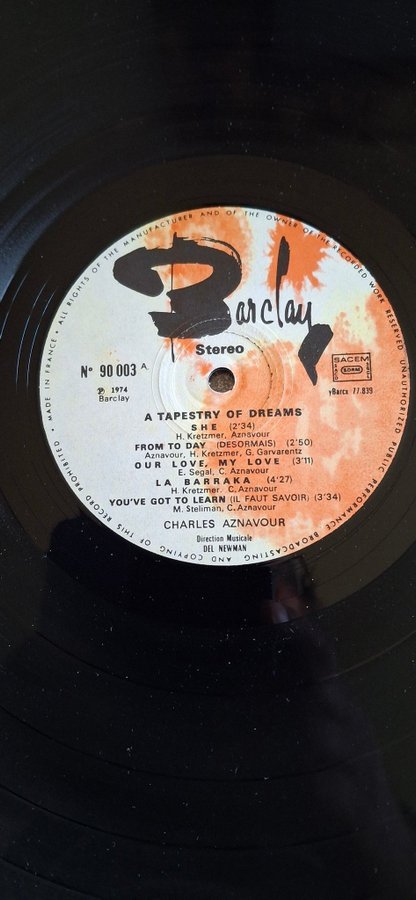 • ALL RIGHTS OF THE MANUFACTURER AND OF THE OWNER OF THE RECORDED WORK RESERVED UNAUTHORIZED PUBLIC PERFORMANCE BROADCASTING AND COPYING OF THIS RECORD PROHIBITED • MADE IN FRANCE
Barclay
Stereo
N° 90 003 A.
℗ 1974
Barclay
SACEM
SDRM
yBarcx 77.839
A TAPESTRY OF DREAMS
SHE (2'34)
H. Kretzmer, Aznavour
FROM TO DAY (DESORMAIS) (2'50)
Aznavour, H. Kretzmer, G. Garvarentz
OUR LOVE, MY LOVE (3'11)
E. Segal, C. Aznavour
LA BARRAKA (4'27)
H. Kretzmer, C. Aznavour
YOU'VE GOT TO LEARN (IL FAUT SAVOIR) (3'34)
M. Stellman, C. Aznavour
CHARLES AZNAVOUR
Direction Musicale
DEL NEWMAN